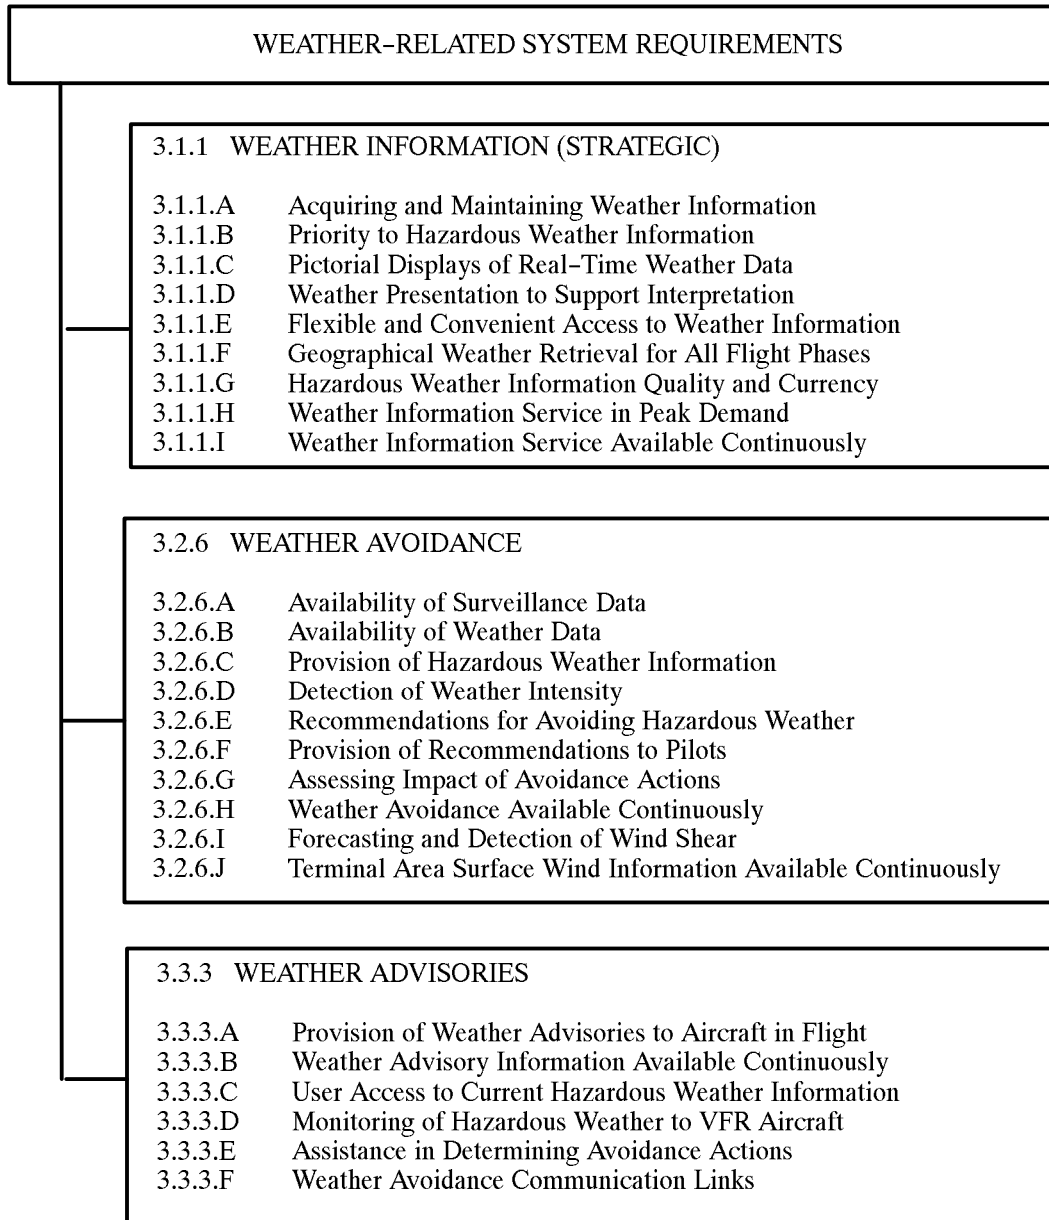 WEATHER-RELATED SYSTEM REQUIREMENTS
3.1.1 WEATHER INFORMATION (STRATEGIC)
3.1.1.A Acquiring and Maintaining Weather Information
3.1.1.B Priority to Hazardous Weather Information
3.1.1.C Pictorial Displays of Real-Time Weather Data
3.1.1.D Weather Presentation to Support Interpretation
3.1.1.E Flexible and Convenient Access to Weather Information
3.1.1.F Geographical Weather Retrieval for All Flight Phases
3.1.1.G Hazardous Weather Information Quality and Currency
3.1.1.H Weather Information Service in Peak Demand
3.1.1.I Weather Information Service Available Continuously
3.2.6 WEATHER AVOIDANCE
3.2.6.A Availability of Surveillance Data
3.2.6.B Availability of Weather Data
3.2.6.C Provision of Hazardous Weather Information
3.2.6.D Detection of Weather Intensity
3.2.6.E Recommendations for Avoiding Hazardous Weather
3.2.6.F Provision of Recommendations to Pilots
3.2.6.G Assessing Impact of Avoidance Actions
3.2.6.H Weather Avoidance Available Continuously
3.2.6.I Forecasting and Detection of Wind Shear
3.2.6.J Terminal Area Surface Wind Information Available Continuously
3.3.3 WEATHER ADVISORIES
3.3.3.A Provision of Weather Advisories to Aircraft in Flight
3.3.3.B Weather Advisory Information Available Continuously
3.3.3.C User Access to Current Hazardous Weather Information
3.3.3.D Monitoring of Hazardous Weather to VFR Aircraft
3.3.3.E Assistance in Determining Avoidance Actions
3.3.3.F Weather Avoidance Communication Links